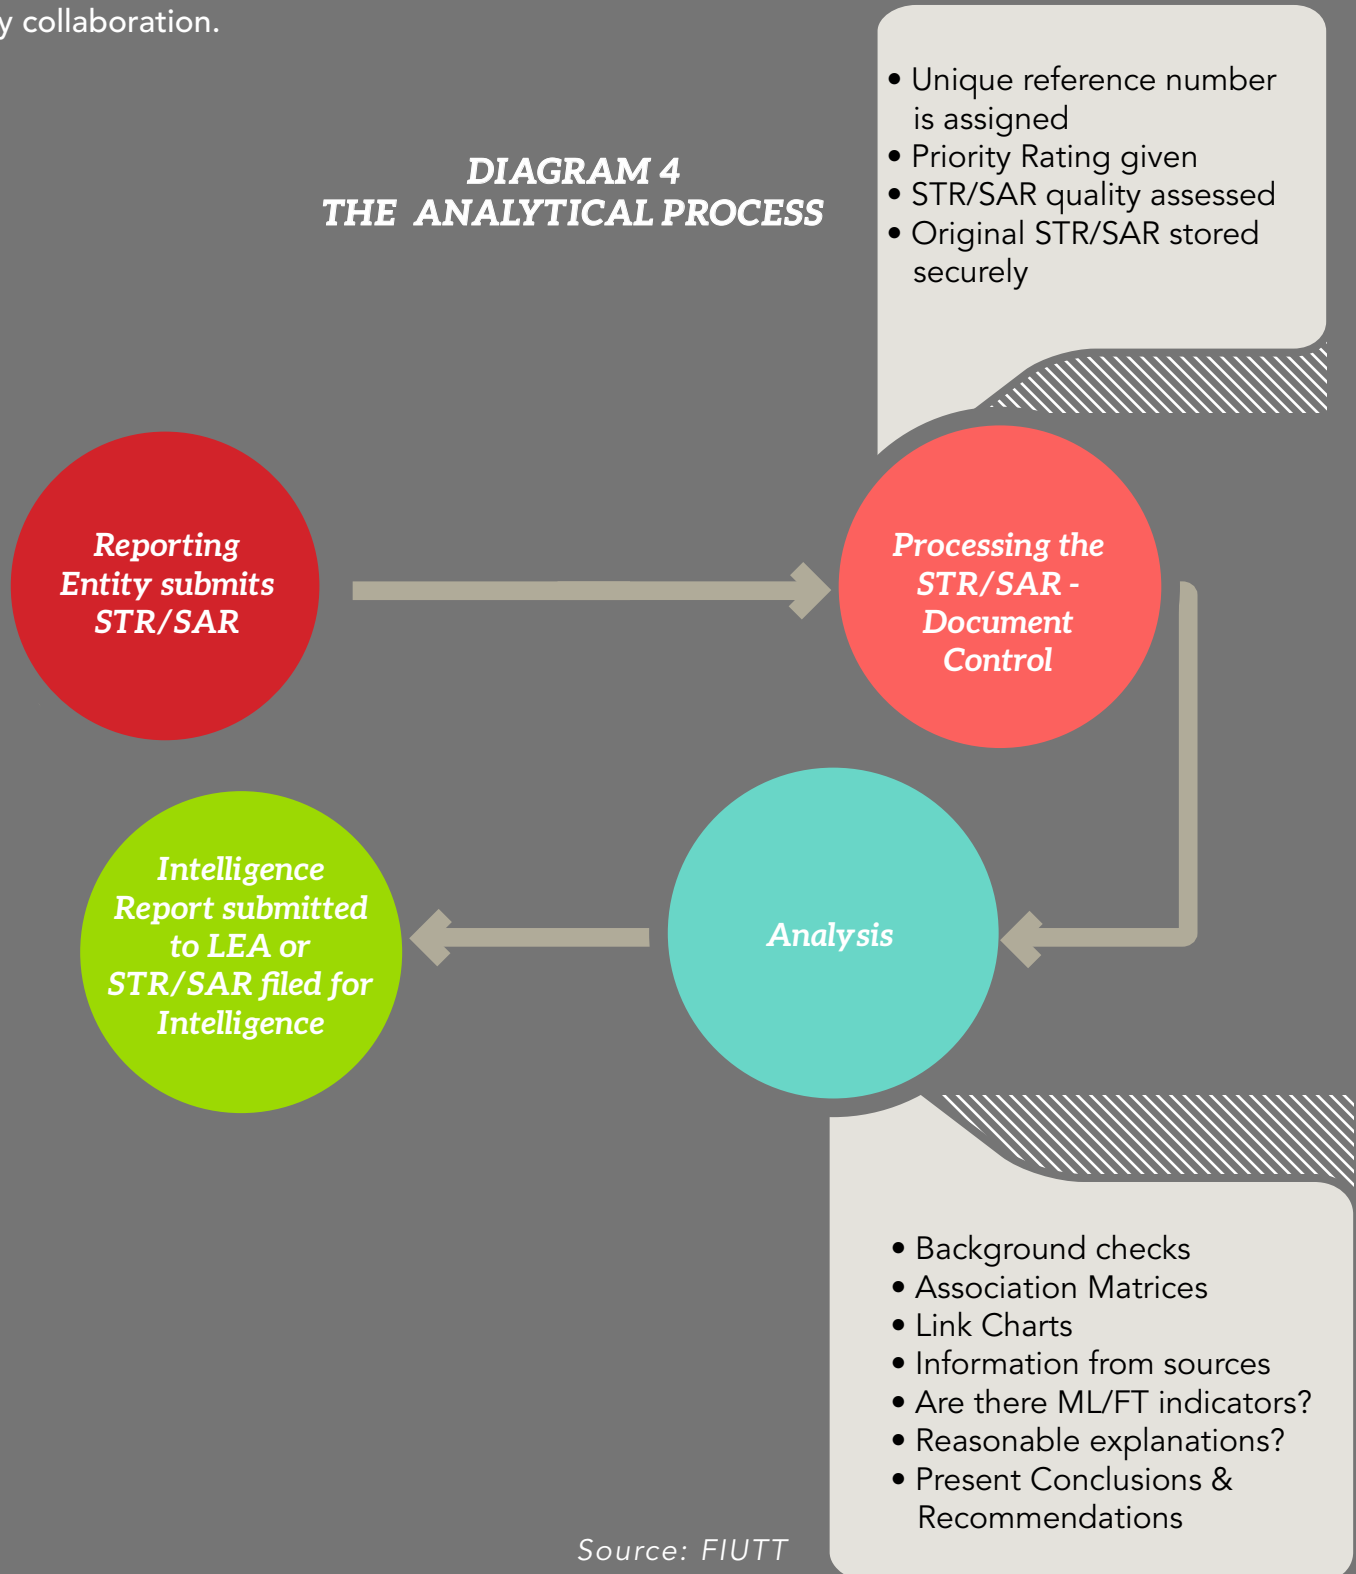 y collaboration.
DIAGRAM 4
THE ANALYTICAL PROCESS
• Unique reference number
is assigned
• Priority Rating given
• STR/SAR quality assessed
• Original STR/SAR stored
securely
Reporting
Entity submits
STR/SAR
Processing the
STR/SAR -
Document
Control
Intelligence
Report submitted
to LEA or
STR/SAR filed for
Intelligence
Analysis
• Background checks
• Association Matrices
• Link Charts
• Information from sources
• Are there ML/FT indicators?
• Reasonable explanations?
• Present Conclusions &
Recommendations
Source: FIUTT